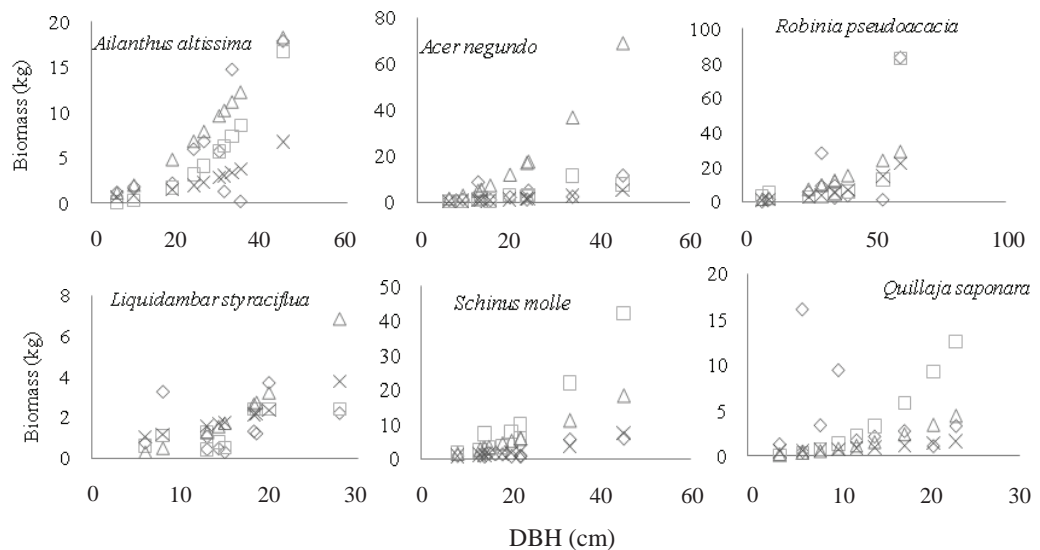 Ailanthus altissima
Biomass (kg)
20
15
10
5
0
0 20 40 60
Acer negundo
80
60
40
20
0
0 20 40 60
Robinia pseudoacacia
100
80
60
40
20
0
0 50 100
Liquidambar styraciflua
Biomass (kg)
8
6
4
2
0
0 10 20 30
Schinus molle
50
40
30
20
10
0
0 20 40 60
Quillaja saponara
20
15
10
5
0
0 10 20 30
DBH (cm)